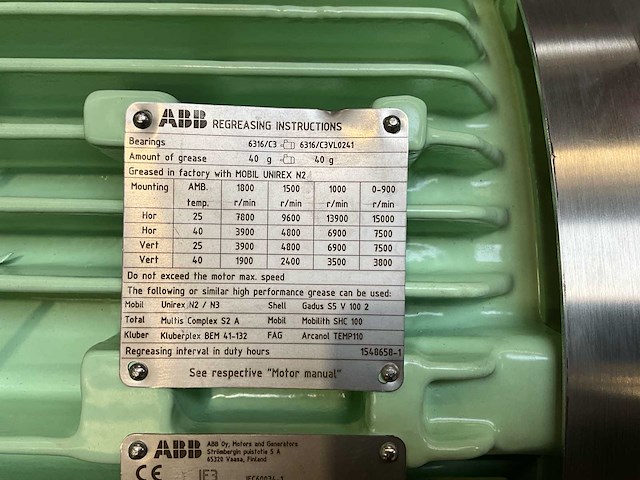 ABB REGREASING INSTRUCTIONS
Bearings 6316/C3 6316/C3VL0241
Amount of grease 40 g 40 g
Greased in factory with MOBIL UNIREX N2
Mounting AMB. temp. 1800 r/min 1500 r/min 1000 r/min 0-900 r/min
Hor 25 7800 9600 13900 15000
Hor 40 3900 4800 6900 7500
Vert 25 3900 4800 6900 7500
Vert 40 1900 2400 3500 3800
Do not exceed the motor max. speed
The following or similar high performance grease can be used:
Mobil Unirex N2 / N3 Shell Gadus S5 V 100 2
Total Multis Complex S2 A Mobil Mobilith SHC 100
Kluber Kluberplex BEM 41-132 FAG Arcanol TEMP110
Regreasing interval in duty hours 1548658-1
See respective "Motor manual"
ABB ABB Oy, Motors and Generators
Strömbergin puistotie 5 A
65320 Vaasa, Finland
CE IE3